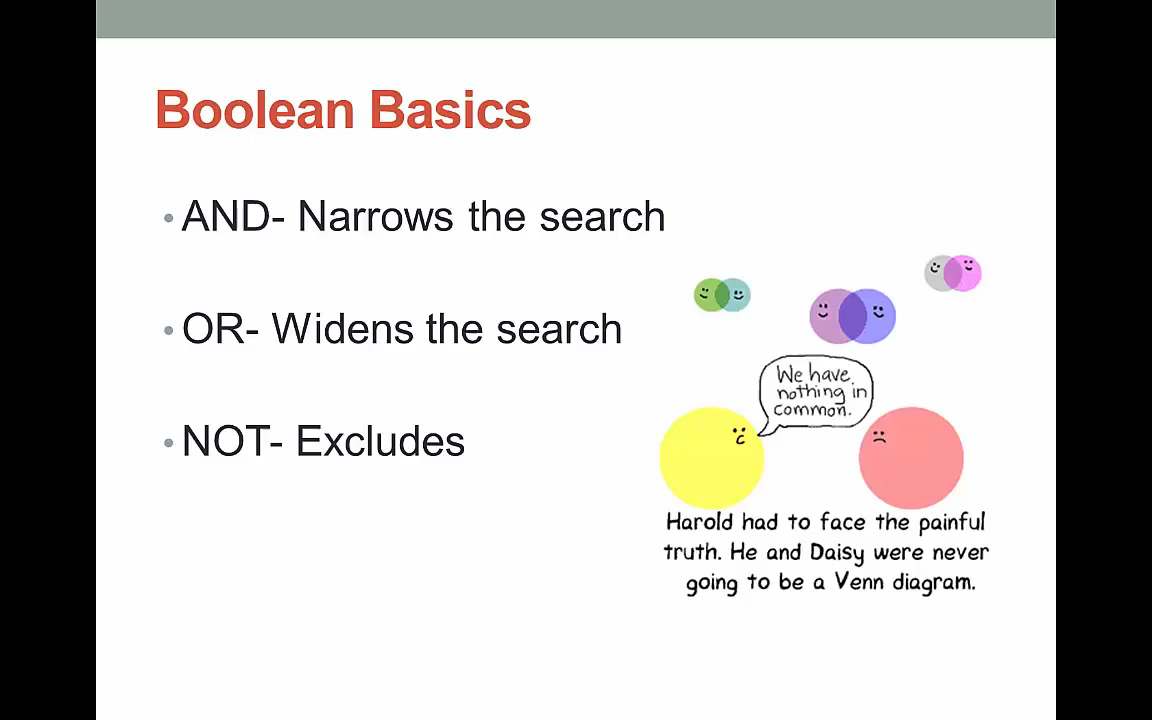 Boolean Basics
• AND- Narrows the search
• OR- Widens the search
• NOT- Excludes
We have
nothing in
common.
Harold had to face the painful
truth. He and Daisy were never
going to be a Venn diagram.